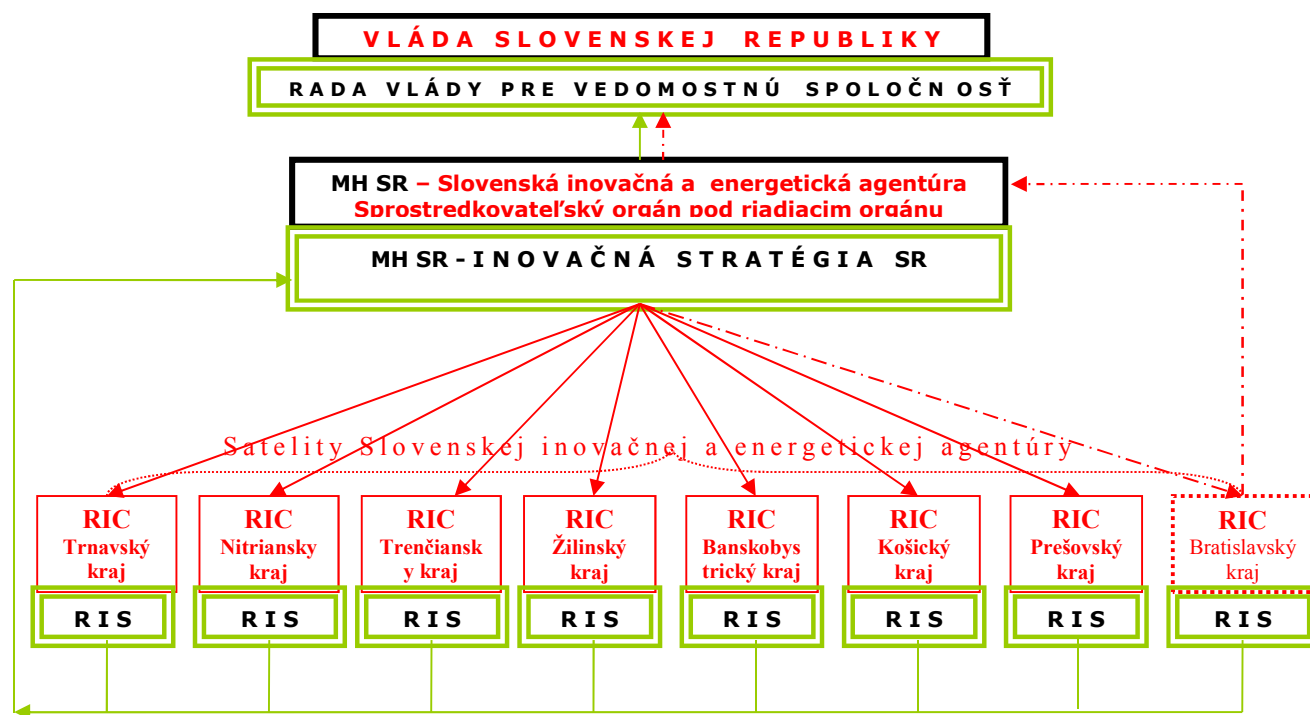 VLÁDA SLOVENSKEJ REPUBLIKY
RADA VLÁDY PRE VEDOMOSTNÚ SPOLOČN OSŤ
MH SR – Slovenská inovačná a energetická agentúra
Sprostredkovateľský orgán pod riadiacim orgánu
MH SR - INOVAČNÁ STRATÉGIA SR
Satelity Slovenskej inovačnej a energetickej agentúry
RIC
Trnavský
kraj
RIS
RIC
Nitriansky
kraj
RIS
RIC
Trenčiansk
y kraj
RIS
RIC
Žilinský
kraj
RIS
RIC
Banskobys
trický kraj
RIS
RIC
Košický
kraj
RIS
RIC
Prešovský
kraj
RIS
RIC
Bratislavský
kraj
RIS